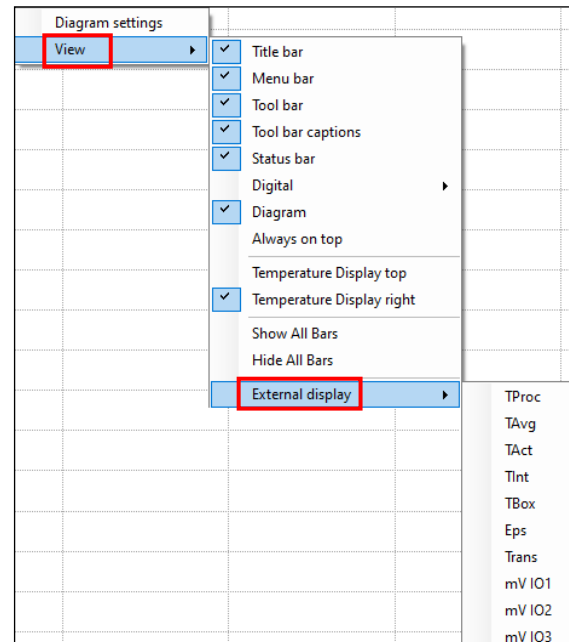 Diagram settings
View
Title bar
Menu bar
Tool bar
Tool bar captions
Status bar
Digital
Diagram
Always on top
Temperature Display top
Temperature Display right
Show All Bars
Hide All Bars
External display
TProc
TAvg
TAct
TInt
TBox
Eps
Trans
mV IO1
mV IO2
mV IO3